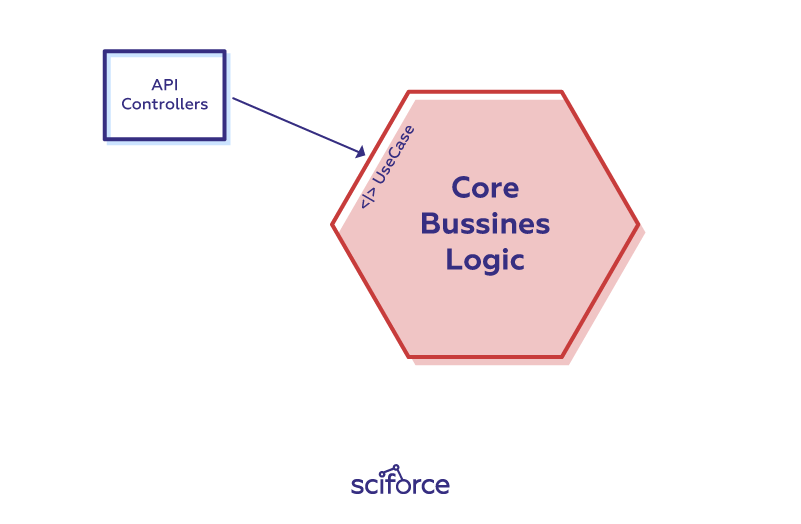 API
Controllers
</> UseCase
Core
Bussines
Logic
sciforce